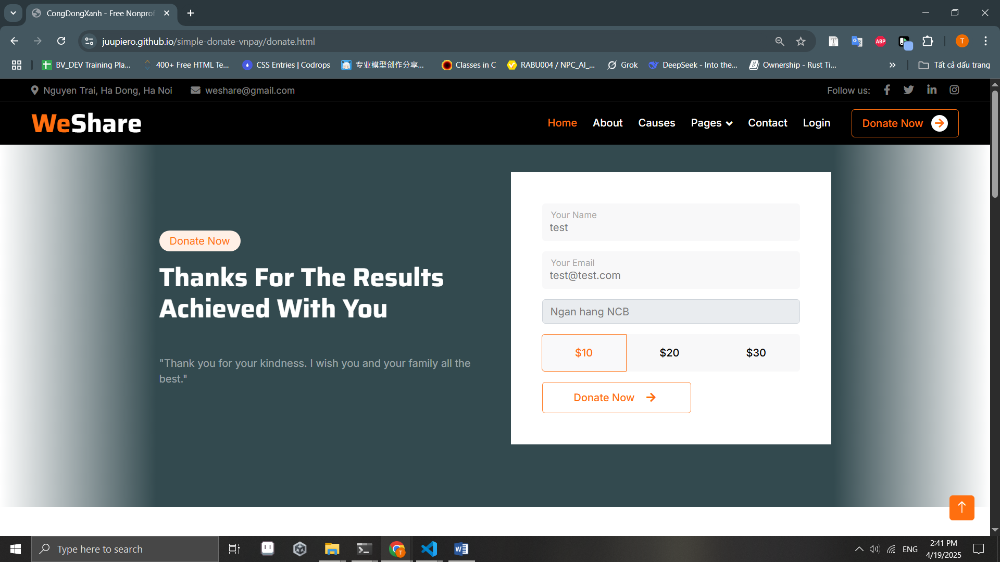 CongDongXanh - Free Nonprof
juupiero.github.io/simple-donate-vnpay/donate.html
T
ABP
T
BV_DEV Training Pla...
400+ Free HTML Te...
CSS Entries | Codrops
专业模型创作分享...
Classes in C
RABU004 / NPC_AI_...
Grok
DeepSeek - Into the...
Ownership - Rust Ti...
Tất cả dấu trang
Nguyen Trai, Ha Dong, Ha Noi
weshare@gmail.com
Follow us:
WeShare
Home
About
Causes
Pages
Contact
Login
Donate Now
Donate Now
Thanks For The Results
Achieved With You
"Thank you for your kindness. I wish you and your family all the
best."
Your Name
test
Your Email
test@test.com
Ngan hang NCB
$10
$20
$30
Donate Now
Type here to search
ENG
2:41 PM
4/19/2025